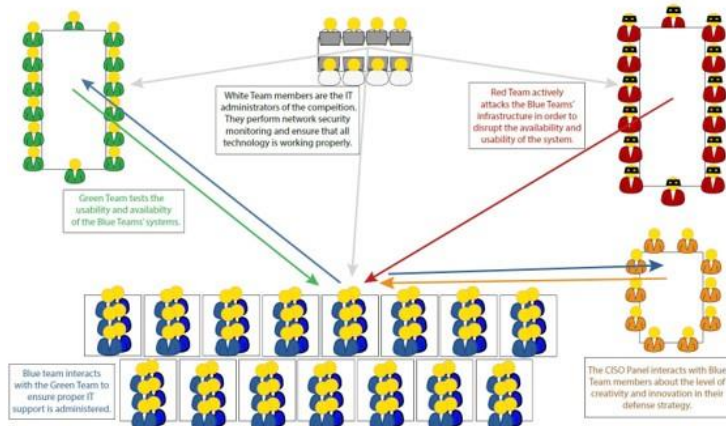 White Team members are the IT
administrators of the compeition.
They perform network security
monitoring and ensure that all
technology is working properly.
Red Team actively
attacks the Blue Teams'
infrastructure in order to
disrupt the availability and
usability of the system.
Green Team tests the
usability and availabilty
of the Blue Teams' systems.
Blue team interacts
with the Green Team to
ensure proper IT
support is administered.
The CISO Panel interacts with Blue
Team members about the level of
creativity and innovation in their
defense strategy.